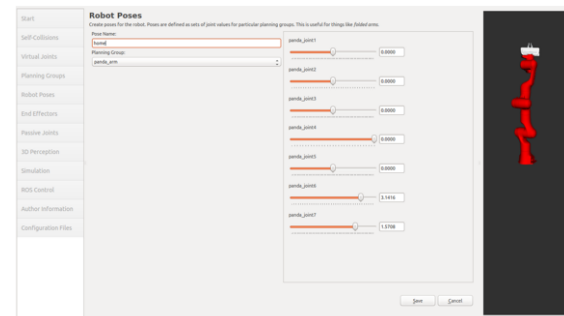 Start
Self-Collisions
Virtual Joints
Planning Groups
Robot Poses
End Effectors
Passive Joints
3D Perception
Simulation
ROS Control
Author Information
Configuration Files
Robot Poses
Create poses for the robot. Poses are defined as sets of joint values for particular planning groups. This is useful for things like folded arms.
Pose Name:
home
Planning Group:
panda_arm
panda_joint1
0.0000
panda_joint2
0.0000
panda_joint3
0.0000
panda_joint4
0.0000
panda_joint5
0.0000
panda_joint6
3.1416
panda_joint7
1.5708
Save
Cancel